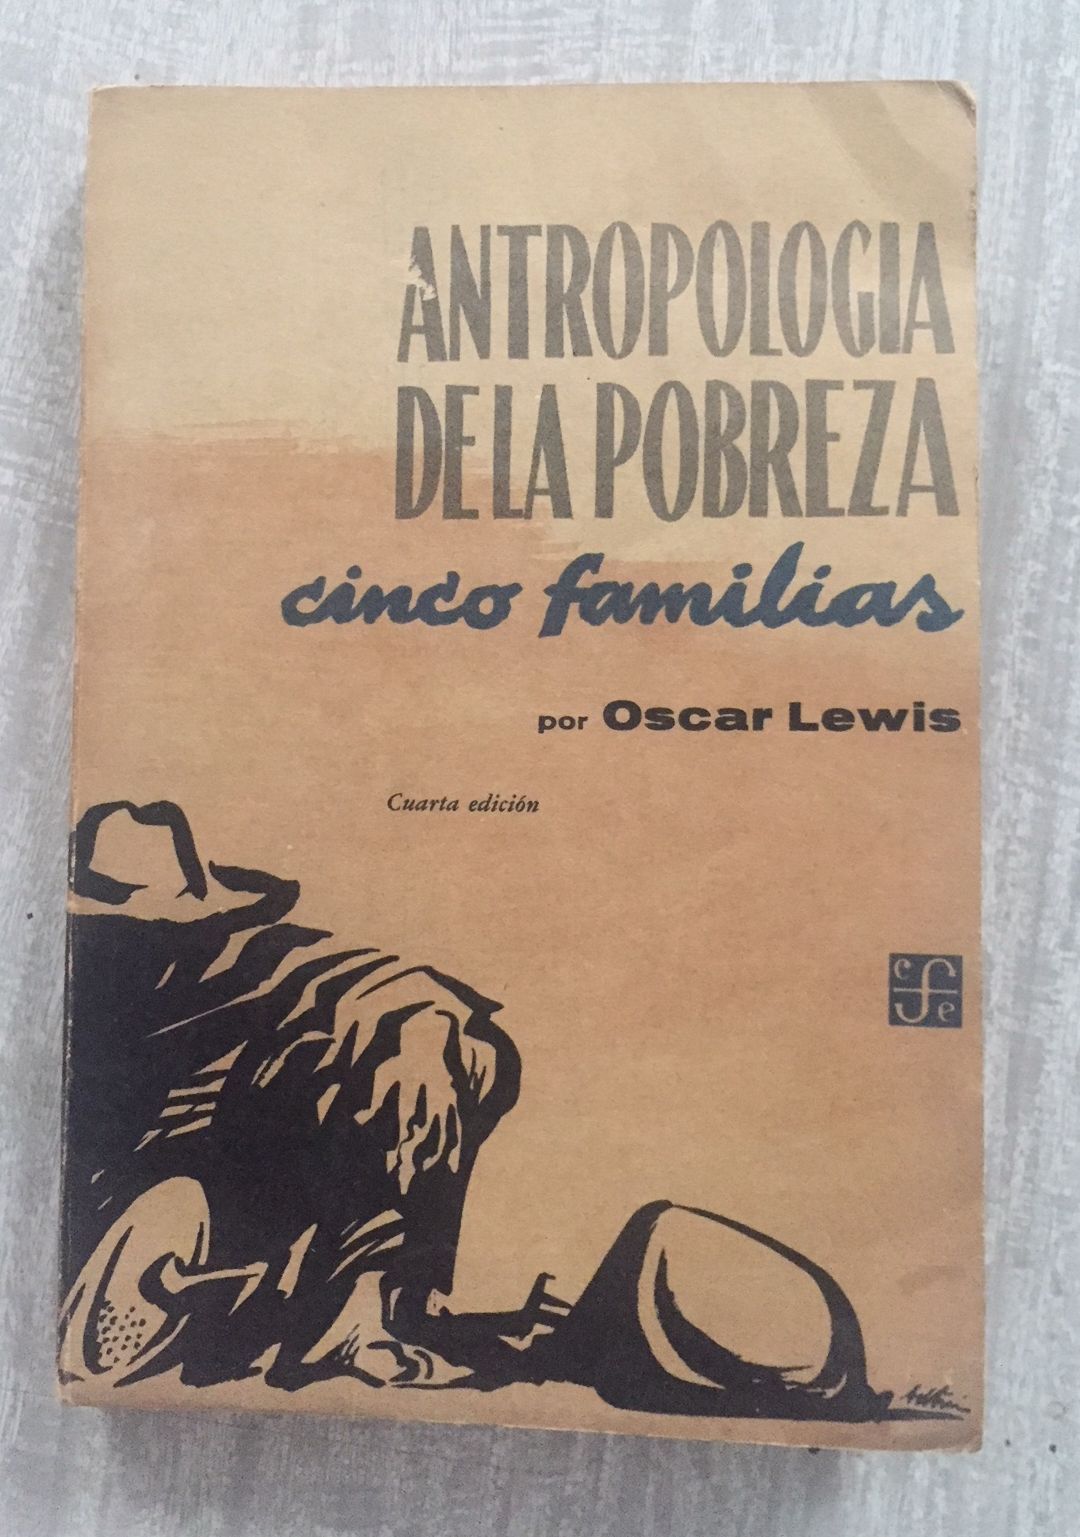 ANTROPOLOGIA
DE LA POBREZA
cinco familias
por Oscar Lewis
Cuarta edición
c f e